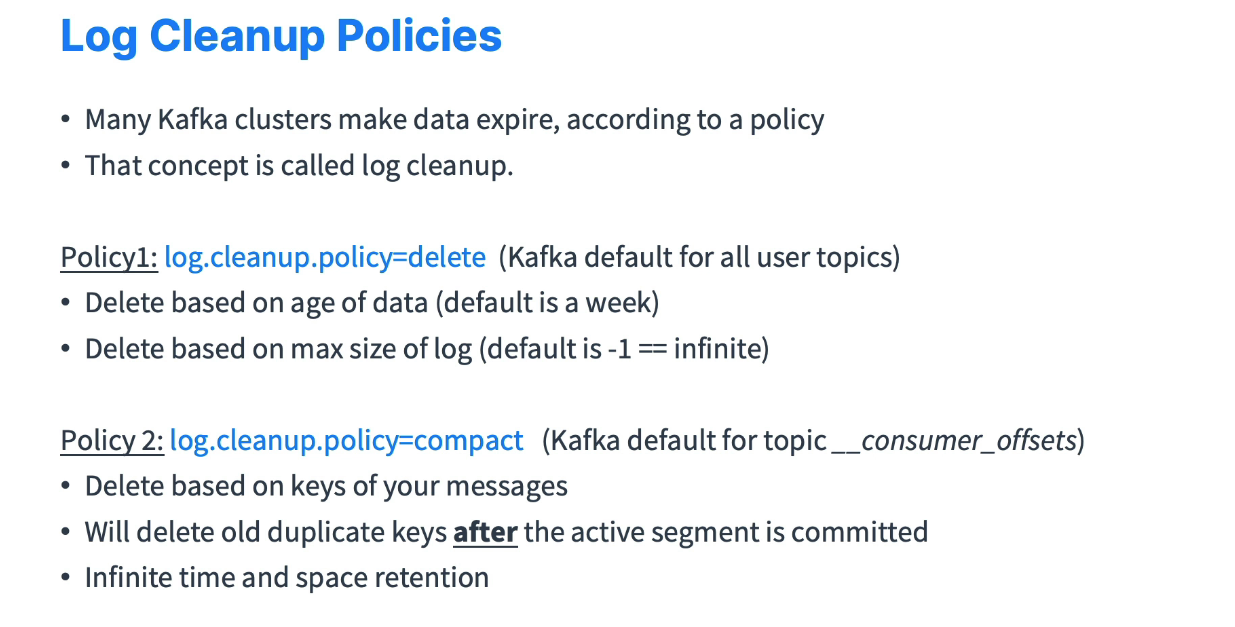 Log Cleanup Policies
• Many Kafka clusters make data expire, according to a policy
• That concept is called log cleanup.
Policy1: log.cleanup.policy=delete (Kafka default for all user topics)
• Delete based on age of data (default is a week)
• Delete based on max size of log (default is -1 == infinite)
Policy 2: log.cleanup.policy=compact (Kafka default for topic __consumer_offsets)
• Delete based on keys of your messages
• Will delete old duplicate keys after the active segment is committed
• Infinite time and space retention